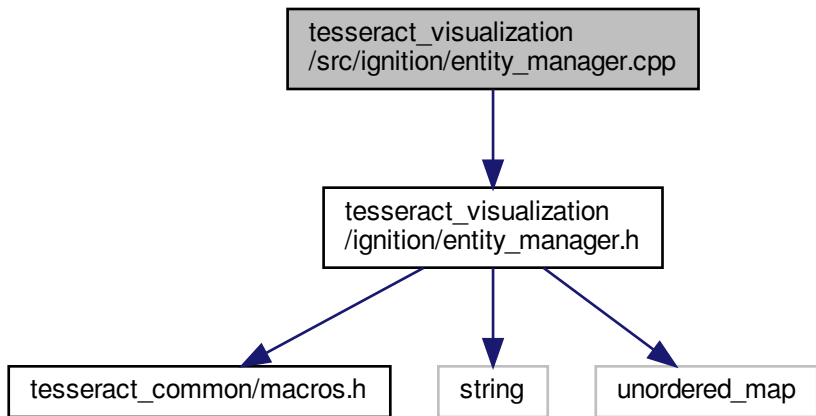 tesseract_visualization
/src/ignition/entity_manager.cpp
tesseract_visualization
/ignition/entity_manager.h
tesseract_common/macros.h
string
unordered_map